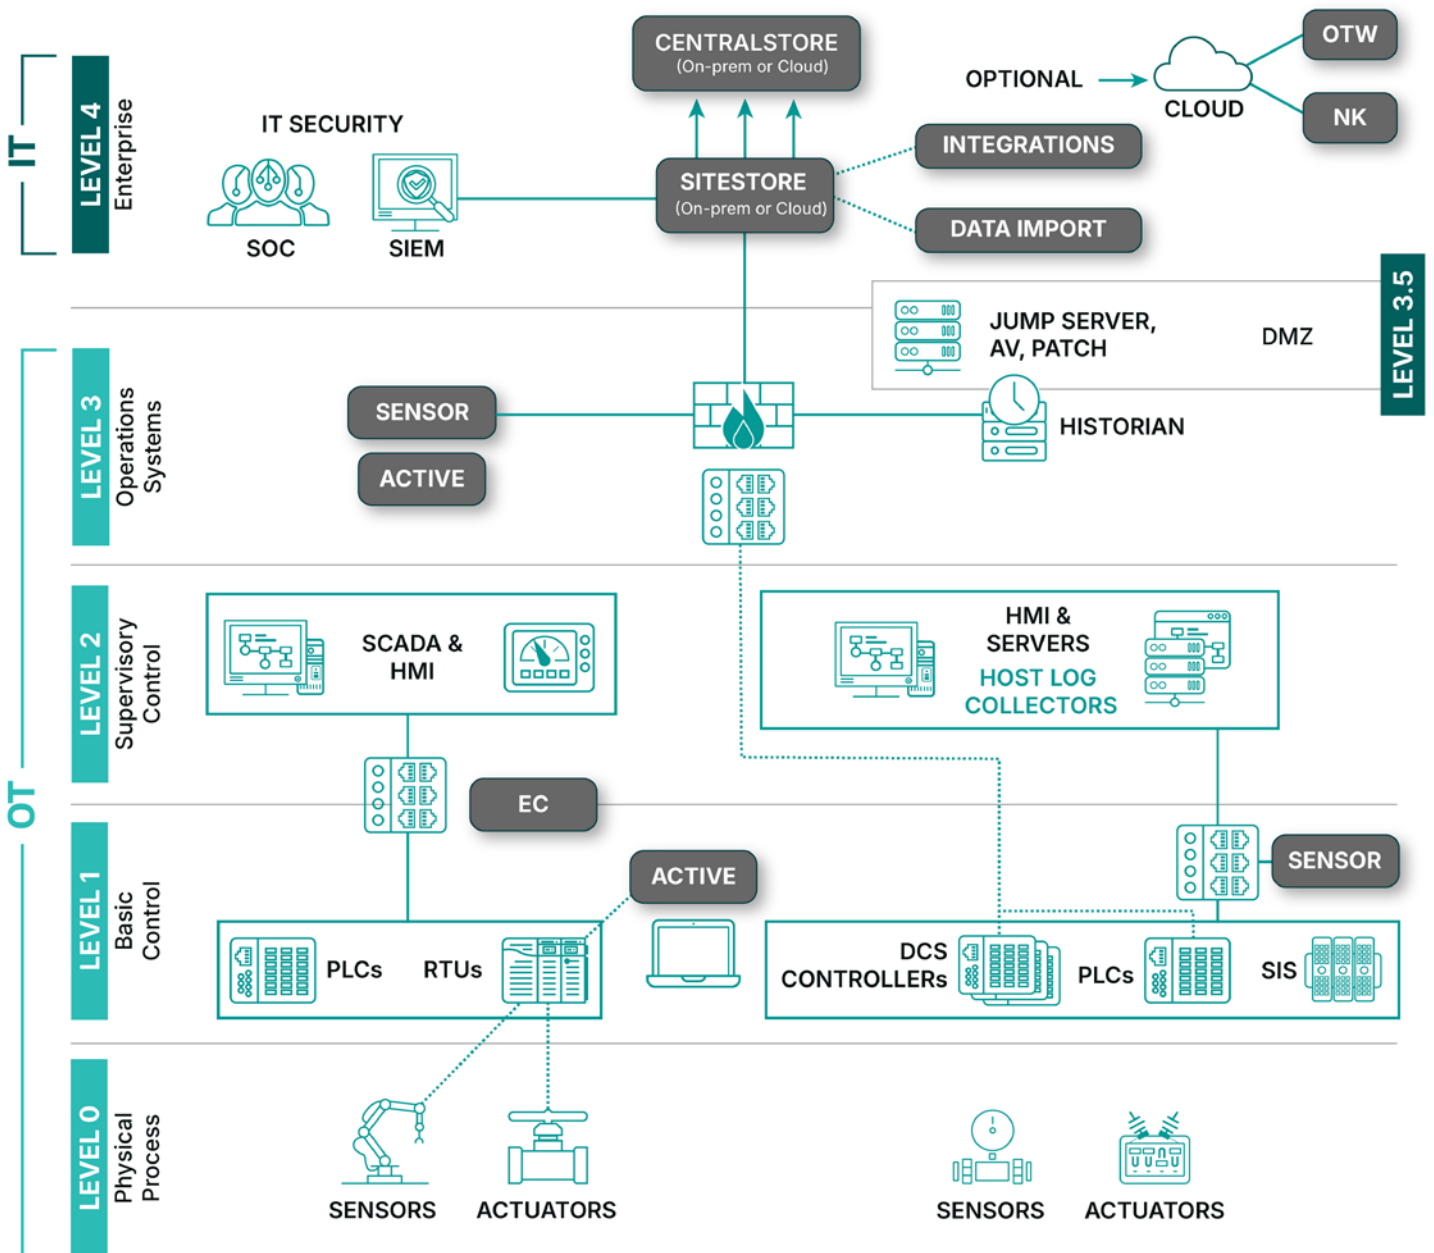 CENTRALSTORE
(On-prem or Cloud)
OPTIONAL
CLOUD
OTW
NK
IT
LEVEL 4
Enterprise
IT SECURITY
SOC
SIEM
SITESTORE
(On-prem or Cloud)
INTEGRATIONS
DATA IMPORT
LEVEL 3.5
JUMP SERVER,
AV, PATCH
DMZ
OT
LEVEL 3
Operations
Systems
SENSOR
ACTIVE
HISTORIAN
LEVEL 2
Supervisory
Control
SCADA &
HMI
HMI &
SERVERS
HOST LOG
COLLECTORS
EC
LEVEL 1
Basic
Control
ACTIVE
SENSOR
PLCs
RTUs
DCS
CONTROLLERs
PLCs
SIS
LEVEL 0
Physical
Process
SENSORS
ACTUATORS
SENSORS
ACTUATORS